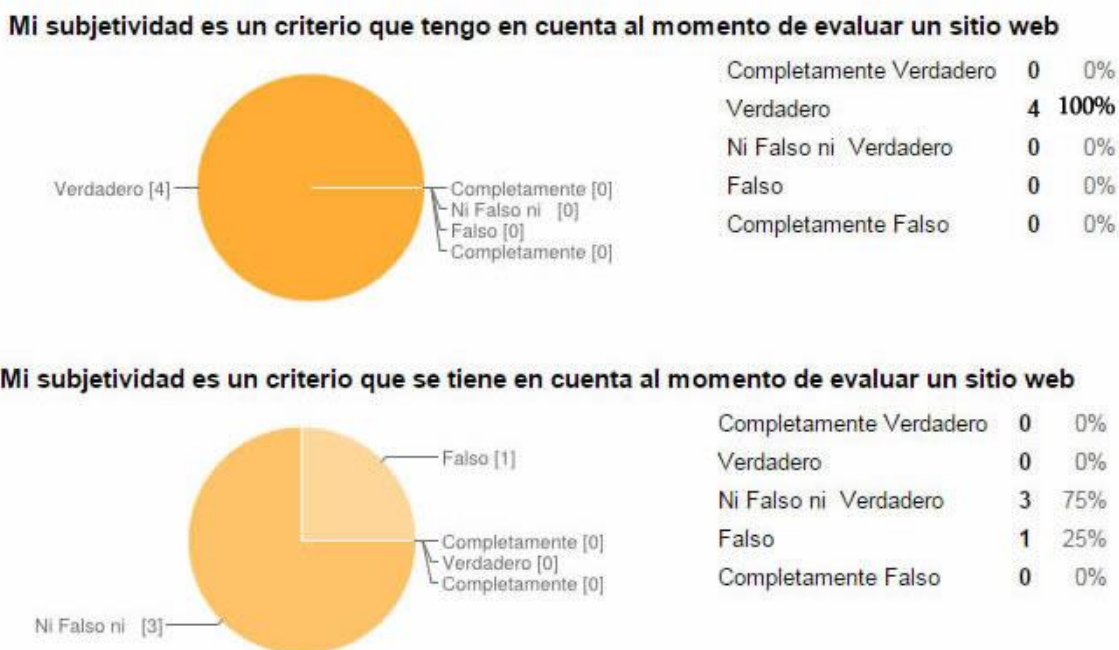 Mi subjetividad es un criterio que tengo en cuenta al momento de evaluar un sitio web
Verdadero [4]
Completamente [0]
Ni Falso ni [0]
Falso [0]
Completamente [0]
Completamente Verdadero 0 0%
Verdadero 4 100%
Ni Falso ni Verdadero 0 0%
Falso 0 0%
Completamente Falso 0 0%
Mi subjetividad es un criterio que se tiene en cuenta al momento de evaluar un sitio web
Falso [1]
Completamente [0]
Verdadero [0]
Completamente [0]
Ni Falso ni [3]
Completamente Verdadero 0 0%
Verdadero 0 0%
Ni Falso ni Verdadero 3 75%
Falso 1 25%
Completamente Falso 0 0%